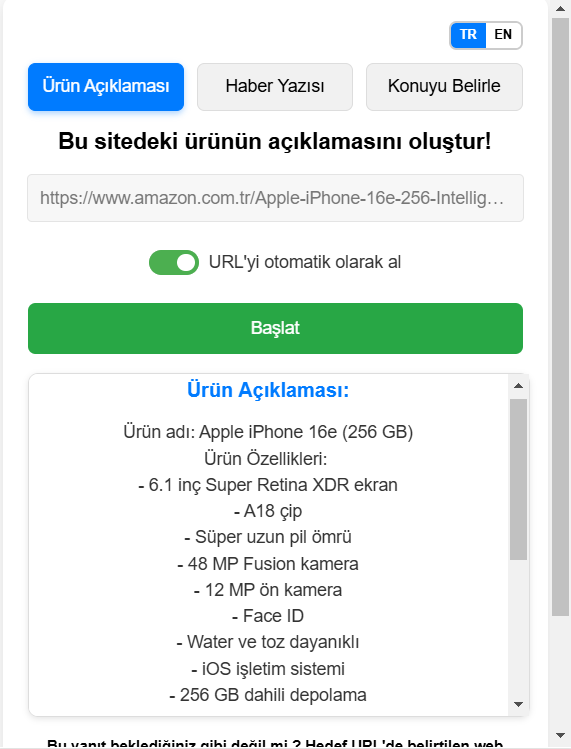 TR EN
Ürün Açıklaması Haber Yazısı Konuyu Belirle
Bu sitedeki ürünün açıklamasını oluştur!
https://www.amazon.com.tr/Apple-iPhone-16e-256-Intellig…
URL'yi otomatik olarak al
Başlat
Ürün Açıklaması:
Ürün adı: Apple iPhone 16e (256 GB)
Ürün Özellikleri:
- 6.1 inç Super Retina XDR ekran
- A18 çip
- Süper uzun pil ömrü
- 48 MP Fusion kamera
- 12 MP ön kamera
- Face ID
- Water ve toz dayanıklı
- iOS işletim sistemi
- 256 GB dahili depolama
Bu yanıt beklediğiniz gibi değil mi ? Hedef URL'de belirtilen web